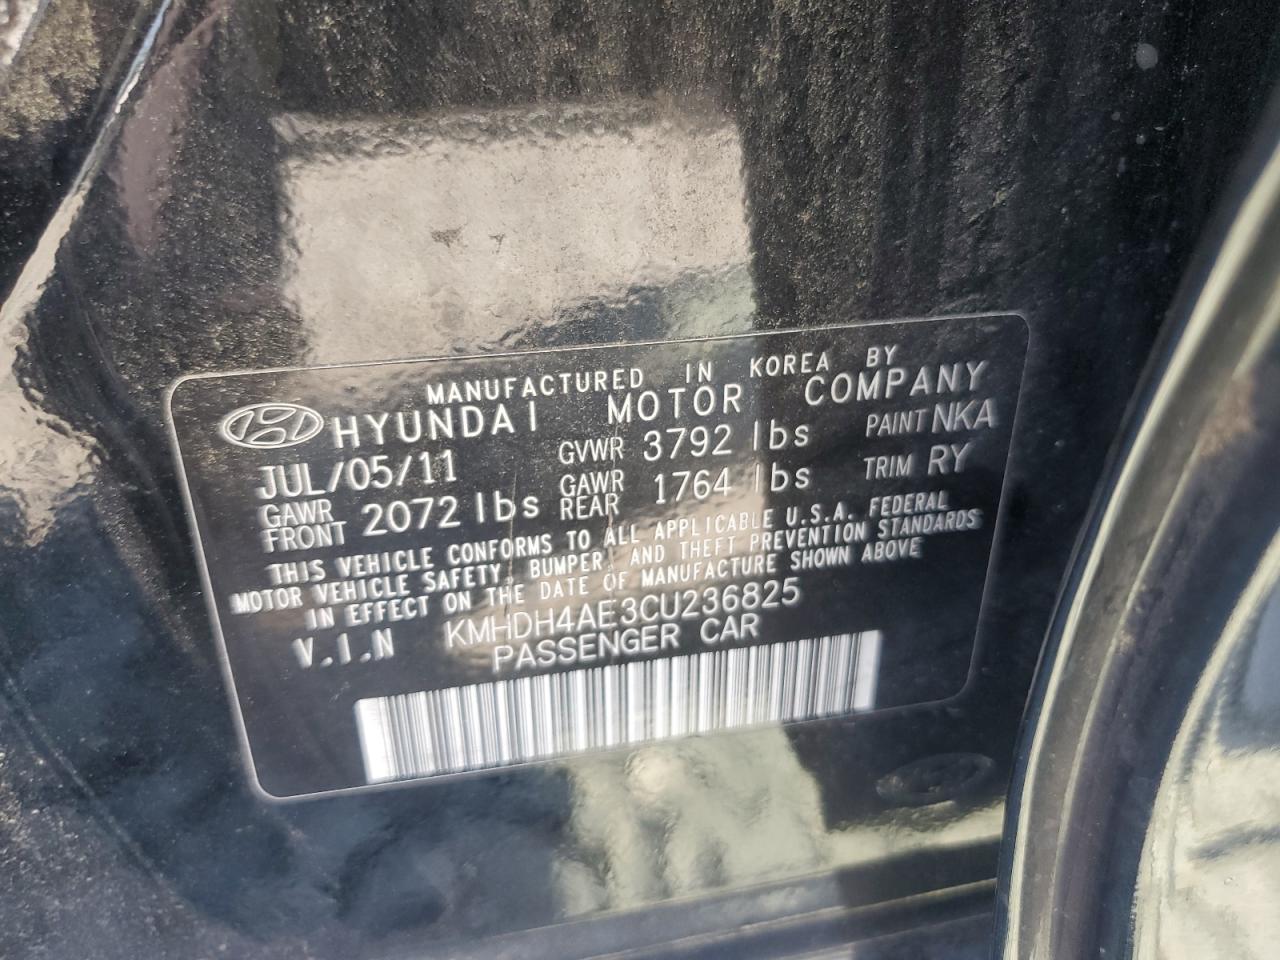 MANUFACTURED IN KOREA BY
HYUNDAI MOTOR COMPANY
JUL/05/11 GVWR 3792 lbs PAINT NKA
GAWR FRONT 2072 lbs GAWR REAR 1764 lbs TRIM RY
THIS VEHICLE CONFORMS TO ALL APPLICABLE U.S.A. FEDERAL
MOTOR VEHICLE SAFETY, BUMPER, AND THEFT PREVENTION STANDARDS
IN EFFECT ON THE DATE OF MANUFACTURE SHOWN ABOVE
V.I.N KMHDH4AE3CU236825
PASSENGER CAR